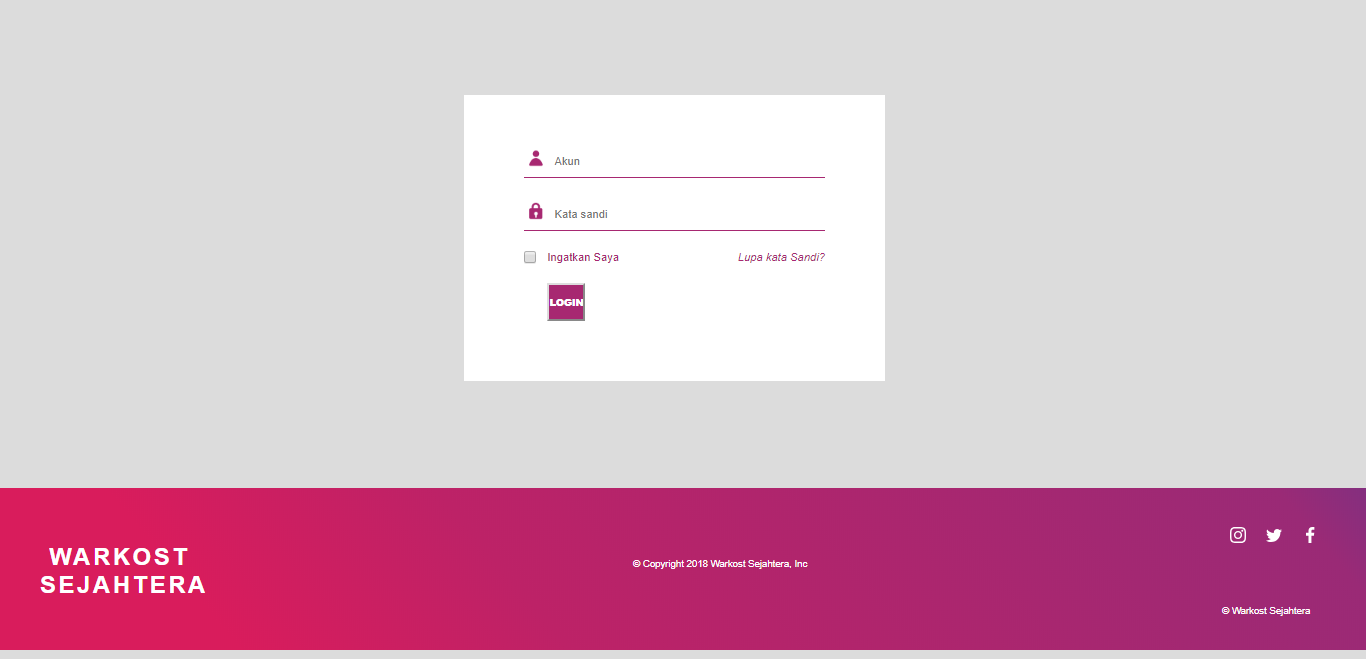 Akun
Kata sandi
Ingatkan Saya
Lupa kata Sandi?
LOGIN
WARKOST
SEJAHTERA
© Copyright 2018 Warkost Sejahtera, Inc
© Warkost Sejahtera